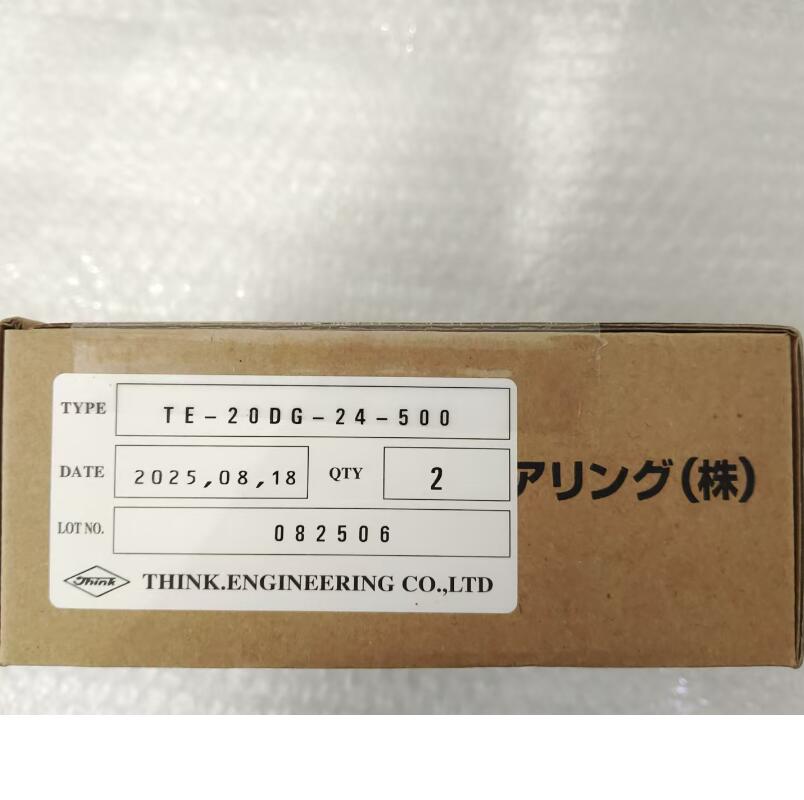 TYPE TE-20DG-24-500
DATE 2025,08,18 QTY 2
アリング(株)
LOT NO. 082506
Think THINK.ENGINEERING CO.,LTD